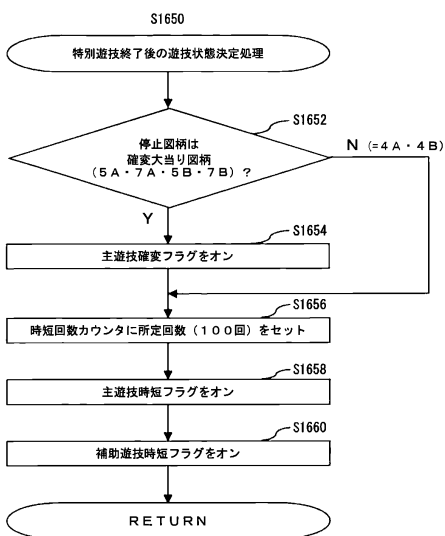 S1650
特別遊技終了後の遊技状態決定処理
S1652
停止図柄は
確変大当り図柄
(5A・7A・5B・7B)?
N (=4A・4B)
Y
S1654
主遊技確変フラグをオン
S1656
時短回数カウンタに所定回数(100回)をセット
S1658
主遊技時短フラグをオン
S1660
補助遊技時短フラグをオン
RETURN